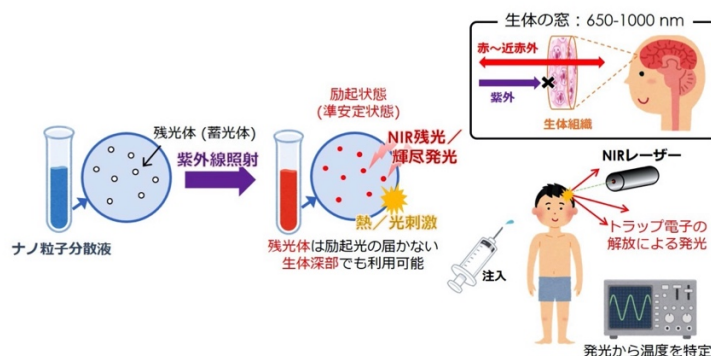 残光体 (蓄光体)
紫外線照射
ナノ粒子分散液
励起状態
(準安定状態)
NIR残光／
輝尽発光
熱／光刺激
残光体は励起光の届かない
生体深部でも利用可能
生体の窓：650-1000 nm
赤～近赤外
紫外
生体組織
NIRレーザー
トラップ電子の
解放による発光
注入
発光から温度を特定